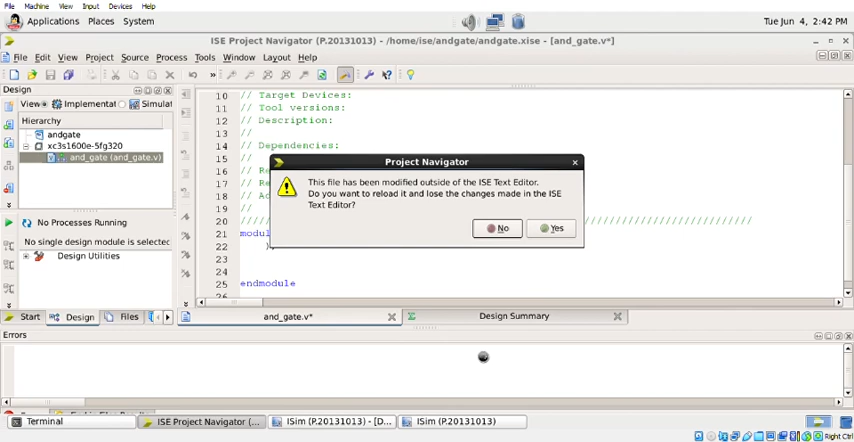 File Machine View Input Devices Help
Applications Places System
Tue Jun 4, 2:42 PM
ISE Project Navigator (P.20131013) - /home/ise/andgate/andgate.xise - [and_gate.v*]
File Edit View Project Source Process Tools Window Layout Help
Design
View: Implementat Simulat
Hierarchy
andgate
xc3s1600e-5fg320
and_gate (and_gate.v)
No Processes Running
No single design module is selected
Design Utilities
10 // Target Devices:
11 // Tool versions:
12 // Description:
13 //
14 // Dependencies:
15 //
16 // Re
17 // Re
18 // Ad
19 //
20 ////
21 modul
22 );
23
24
25 endmodule
26
Project Navigator
This file has been modified outside of the ISE Text Editor.
Do you want to reload it and lose the changes made in the ISE
Text Editor?
No Yes
Start Design Files
and_gate.v* Design Summary
Errors
Terminal ISE Project Navigator (... ISim (P.20131013) - [D... ISim (P.20131013)
Right Ctrl